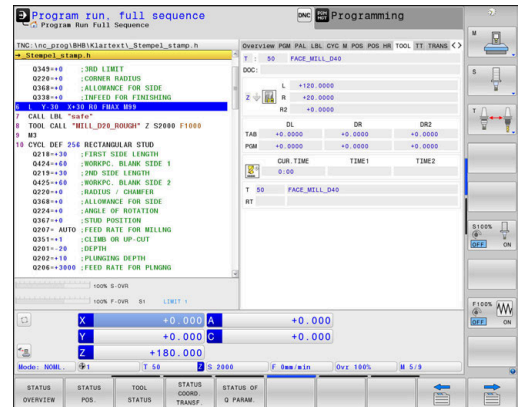 Program run, full sequence
Program Run Full Sequence
DNC
Programming
TNC:\nc_prog\BHB\Klartext\_Stempel_stamp.h
→_Stempel_stamp.h
Q349=+0 ;3RD LIMIT
Q220=+0 ;CORNER RADIUS
Q368=+0 ;ALLOWANCE FOR SIDE
Q338=+0 ;INFEED FOR FINISHING
6 L Y-30 X+30 R0 FMAX M99
7 CALL LBL "safe"
8 TOOL CALL "MILL_D20_ROUGH" Z S2000 F1000
9 M3
10 CYCL DEF 256 RECTANGULAR STUD
Q218=+30 ;FIRST SIDE LENGTH
Q424=+60 ;WORKPC. BLANK SIDE 1
Q219=+30 ;2ND SIDE LENGTH
Q425=+60 ;WORKPC. BLANK SIDE 2
Q220=+0 ;RADIUS / CHAMFER
Q368=+0 ;ALLOWANCE FOR SIDE
Q224=+0 ;ANGLE OF ROTATION
Q367=+0 ;STUD POSITION
Q207= AUTO ;FEED RATE FOR MILLNG
Q351=+1 ;CLIMB OR UP-CUT
Q201=-20 ;DEPTH
Q202=+10 ;PLUNGING DEPTH
Q206=+3000 ;FEED RATE FOR PLNGNG
100% S-OVR
100% F-OVR S1 LIMIT 1
Overview PGM PAL LBL CYC M POS POS HR TOOL TT TRANS
T : 50 FACE_MILL_D40
DOC:
L +120.0000
Z R +20.0000
R2 +0.0000
DL DR DR2
TAB +0.0000 +0.0000 +0.0000
PGM +0.0000 +0.0000 +0.0000
CUR.TIME TIME1 TIME2
0:00
T 50 FACE_MILL_D40
RT
X +0.000 A +0.000
Y +0.000 C +0.000
Z +180.000
Mode: NOML. 1 T 50 Z S 2000 F 0mm/min Ovr 100% M 5/9
STATUS OVERVIEW
STATUS POS.
TOOL STATUS
STATUS COORD. TRANSF.
STATUS OF Q PARAM.
M
S
T
S100%
OFF ON
F100%
OFF ON